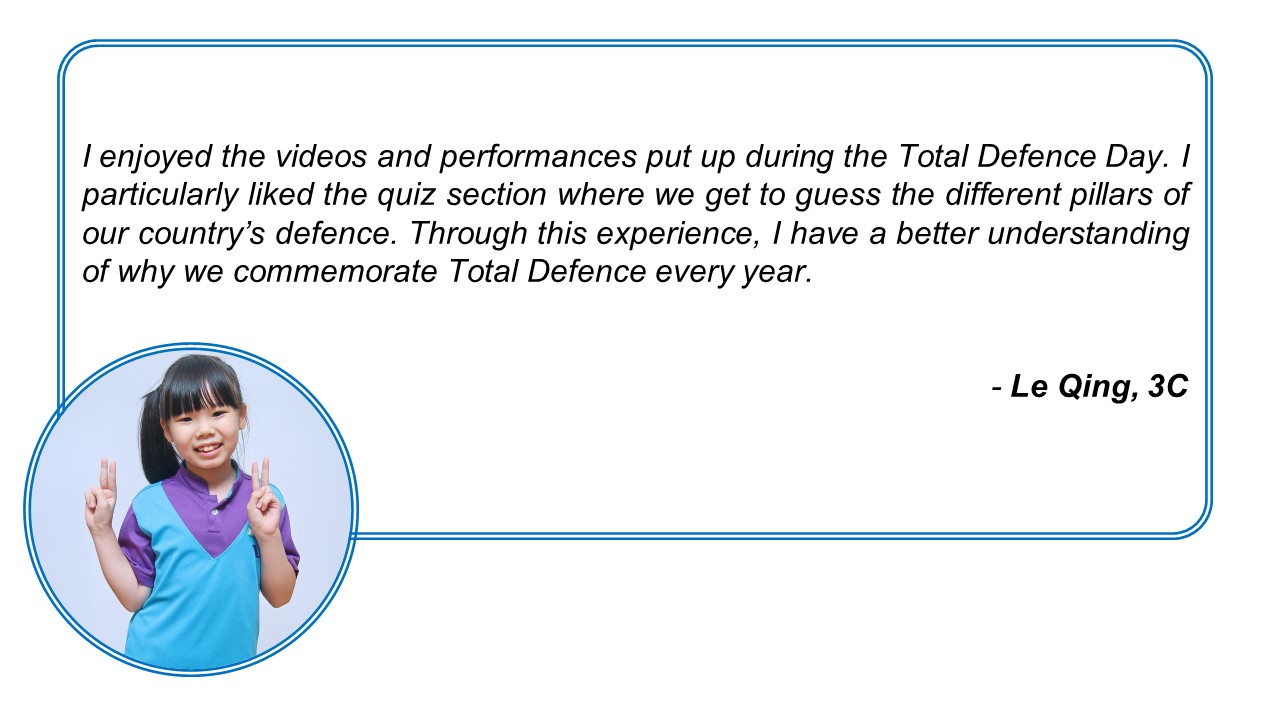 I enjoyed the videos and performances put up during the Total Defence Day. I
particularly liked the quiz section where we get to guess the different pillars of
our country’s defence. Through this experience, I have a better understanding
of why we commemorate Total Defence every year.
- Le Qing, 3C